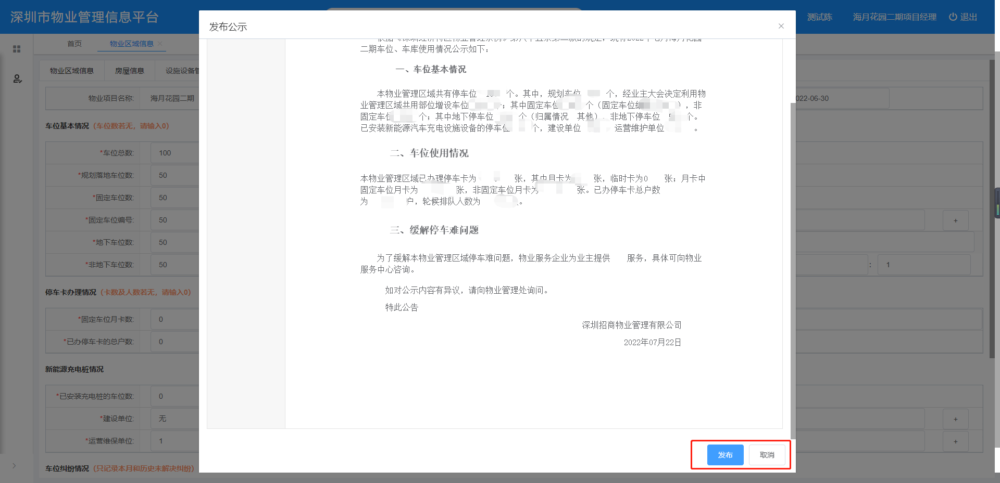 深圳市物业管理信息平台
测试陈
海月花园二期项目经理
退出
首页
物业区域信息
物业区域信息
房屋信息
设施设备管
物业项目名称:
海月花园二期
022-06-30
车位基本情况（车位数若无，请输入0）
*车位总数:
100
*规划落地车位数:
50
*固定车位数:
50
*固定车位编号:
50
+
*地下车位数:
50
*非地下车位数:
50
:
1
停车卡办理情况（卡数及人数若无，请输入0）
*固定车位月卡数:
0
*已办停车卡的总户数:
0
新能源充电桩情况
*已安装充电桩的车位数:
0
*建设单位:
无
+
*运营维保单位:
1
+
车位纠纷情况（只记录本月和历史未解决纠纷）
发布公示
二期车位、车库使用情况公示如下：
一、车位基本情况
本物业管理区域共有停车位 个。其中，规划车位 个，经业主大会决定利用物
业管理区域共用部位增设车位 ；其中固定车位 个（固定车位编 ），非
固定车位 个；其中地下停车位 个（归属情况 其他）、非地下停车位 个。
已安装新能源汽车充电设施设备的停车位 个，建设单位 ，运营维护单位 。
二、车位使用情况
本物业管理区域已办理停车卡为 张，其中月卡为 张，临时卡为0 张；月卡中
固定车位月卡为 张，非固定车位月卡为 张。已办停车卡总户数
为 户，轮候排队人数为 。
三、缓解停车难问题
为了缓解本物业管理区域停车难问题，物业服务企业为业主提供 服务，具体可向物业
服务中心咨询。
如对公示内容有异议，请向物业管理处询问。
特此公告
深圳招商物业管理有限公司
2022年07月22日
发布
取消